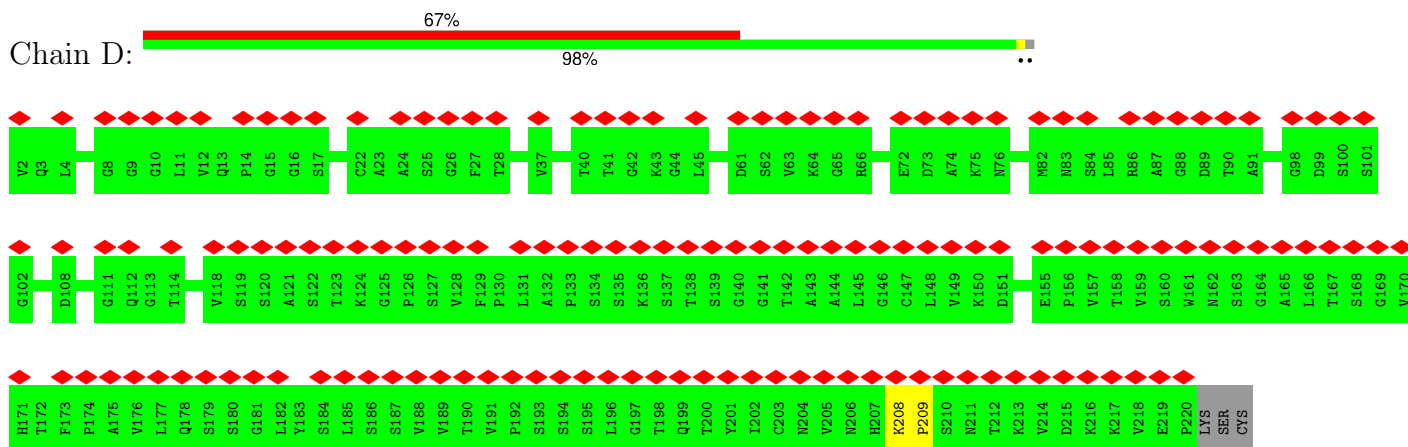 67%
Chain D:
98%
••
V2 Q3 L4 G8 G9 G10 L11 V12 Q13 P14 G15 G16 S17 C22 A23 A24 S25 G26 F27 T28 V37 T40 T41 G42 K43 G44 L45 D61 S62 V63 K64 G65 R66 E72 D73 A74 K75 N76 M82 N83 S84 L85 R86 A87 G88 D89 T90 A91 G98 D99 S100 S101
G102 D108 G111 Q112 G113 T114 V118 S119 S120 A121 S122 T123 K124 G125 P126 S127 V128 F129 P130 L131 A132 P133 S134 S135 K136 S137 T138 S139 G140 G141 T142 A143 A144 L145 G146 C147 L148 V149 K150 D151 E155 P156 V157 T158 V159 S160 W161 N162 S163 G164 A165 L166 T167 S168 G169 V170
H171 T172 F173 P174 A175 V176 L177 Q178 S179 S180 G181 L182 Y183 S184 L185 S186 S187 V188 V189 T190 V191 P192 S193 S194 S195 L196 G197 T198 Q199 T200 Y201 I202 C203 N204 V205 N206 H207 K208 P209 S210 N211 T212 K213 V214 D215 K216 K217 V218 E219 P220 LYS SER CYS